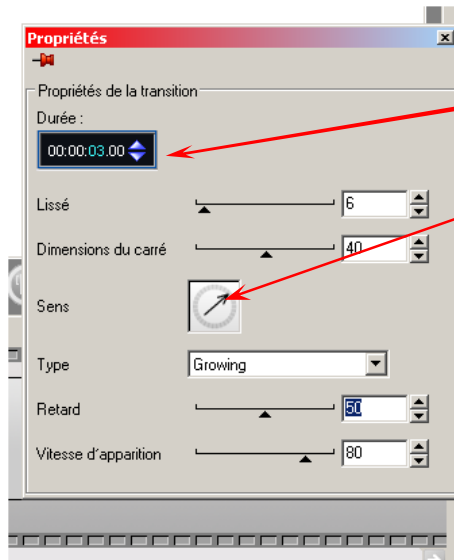 Propriétés
Propriétés de la transition
Durée :
00:00:03.00
Lissé 6
Dimensions du carré 40
Sens
Type Growing
Retard 50
Vitesse d'apparition 80